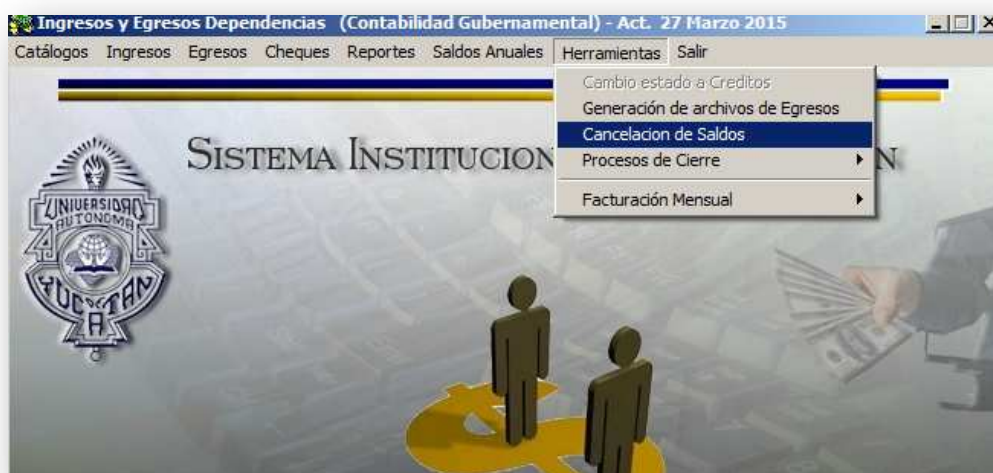 Ingresos y Egresos Dependencias (Contabilidad Gubernamental) - Act. 27 Marzo 2015
Catálogos Ingresos Egresos Cheques Reportes Saldos Anuales Herramientas Salir
Cambio estado a Creditos
Generación de archivos de Egresos
Cancelacion de Saldos
Procesos de Cierre
Facturación Mensual
SISTEMA INSTITUCION N
UNIVERSIDAD
AUTONOMA
YUCATAN